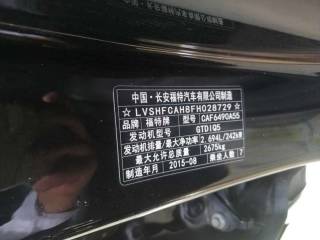 中国·长安福特汽车有限公司制造
★LVSHFCAH8FH028729★
品牌 福特牌 型号 CAF6490A55
发动机型号 GTDIQ5
发动机排量/最大净功率 2.694L/242kW
最大允许总质量 2675kg
制造年月 2015-08 乘坐人数